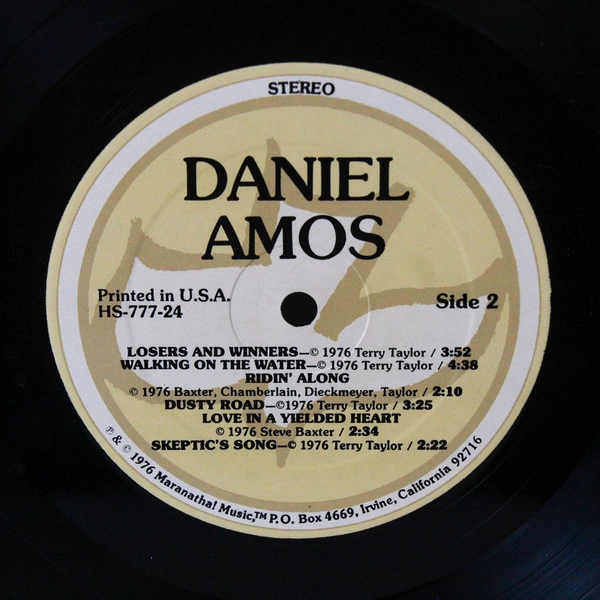 STEREO
DANIEL
AMOS
Printed in U.S.A.
HS-777-24
Side 2
LOSERS AND WINNERS—© 1976 Terry Taylor / 3:52
WALKING ON THE WATER—© 1976 Terry Taylor / 4:38
RIDIN' ALONG
© 1976 Baxter, Chamberlain, Dieckmeyer, Taylor / 2:10
DUSTY ROAD—©1976 Terry Taylor / 3:25
LOVE IN A YIELDED HEART
© 1976 Steve Baxter / 2:34
SKEPTIC'S SONG—© 1976 Terry Taylor / 2:22
℗ & © 1976 Maranatha! Music,™ P.O. Box 4669, Irvine, California 92716